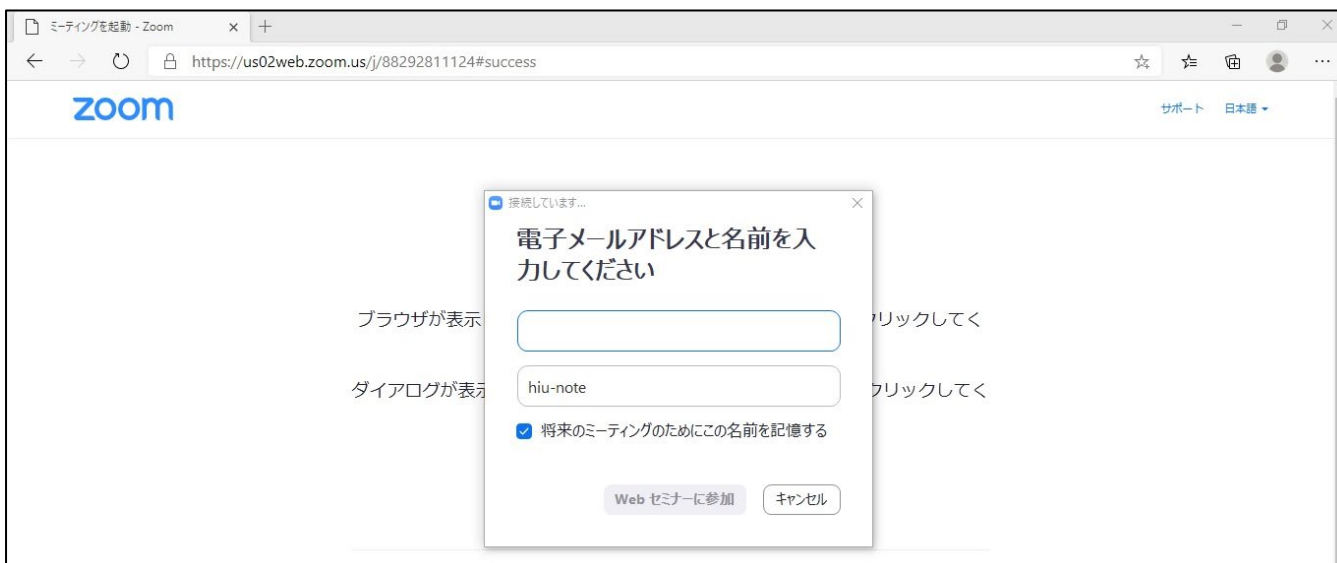 ミーティングを起動 - Zoom
https://us02web.zoom.us/j/88292811124#success
zoom
サポート 日本語
接続しています...
電子メールアドレスと名前を入
力してください
ブラウザが表示
クリックしてく
hiu-note
ダイアログが表示
クリックしてく
将来のミーティングのためにこの名前を記憶する
Web セミナーに参加 キャンセル